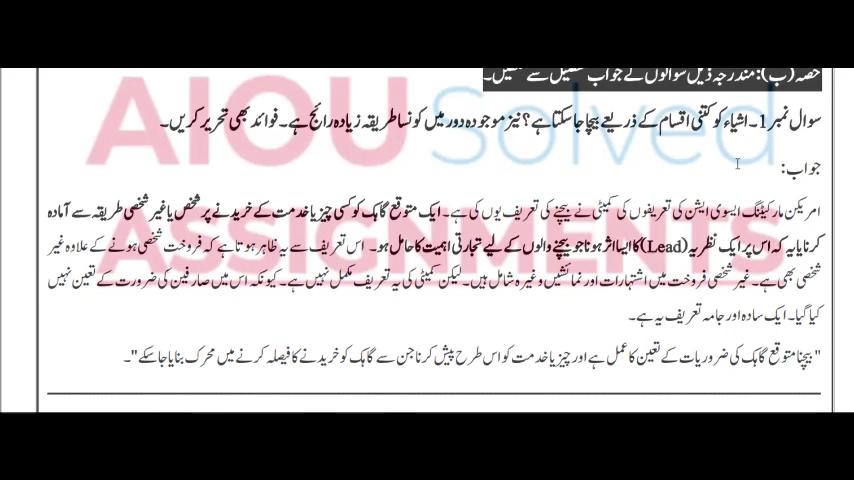 حصہ (ب): مندرجہ ذیل سوالوں کے جواب تفصیل سے لکھیں۔
AIOU Solved
سوال نمبر 1۔ اشیاء کو کتنی اقسام کے ذریعے بیچا جاسکتا ہے؟ نیز موجودہ دور میں کونسا طریقہ زیادہ رائج ہے۔ فوائد بھی تحریر کریں۔
جواب:
ASSIGNMENTS
امریکن مارکیٹنگ ایسوی ایشن کی تعریفوں کی کمیٹی نے بیچنے کی تعریف یوں کی ہے۔ ایک متوقع گاہک کو کسی چیز یا خدمت کے خریدنے پر شخص یا غیر شخصی طریقہ سے آمادہ
کرنا یا یہ کہ اس پر ایک نظریہ (Lead) کا ایسا اثر ہونا جو بیچنے والوں کے لیے تجارتی اہمیت کا حامل ہو۔ اس تعریف سے یہ ظاہر ہوتا ہے کہ فروخت شخصی ہونے کے علاوہ غیر
شخصی بھی ہے۔ غیر شخصی فروخت میں اشتہارات اور نمائشیں وغیرہ شامل ہیں۔ لیکن کمیٹی کی یہ تعریف مکمل نہیں ہے۔ کیونکہ اس میں صارفین کی ضرورت کے تعین نہیں
کیا گیا۔ ایک سادہ اور جامہ تعریف یہ ہے۔
"بیچنا متوقع گاہک کی ضروریات کے تعین کا عمل ہے اور چیز یا خدمت کو اس طرح پیش کرنا جن سے گاہک کو خریدنے کا فیصلہ کرنے میں محرک بنایا جا سکے"۔